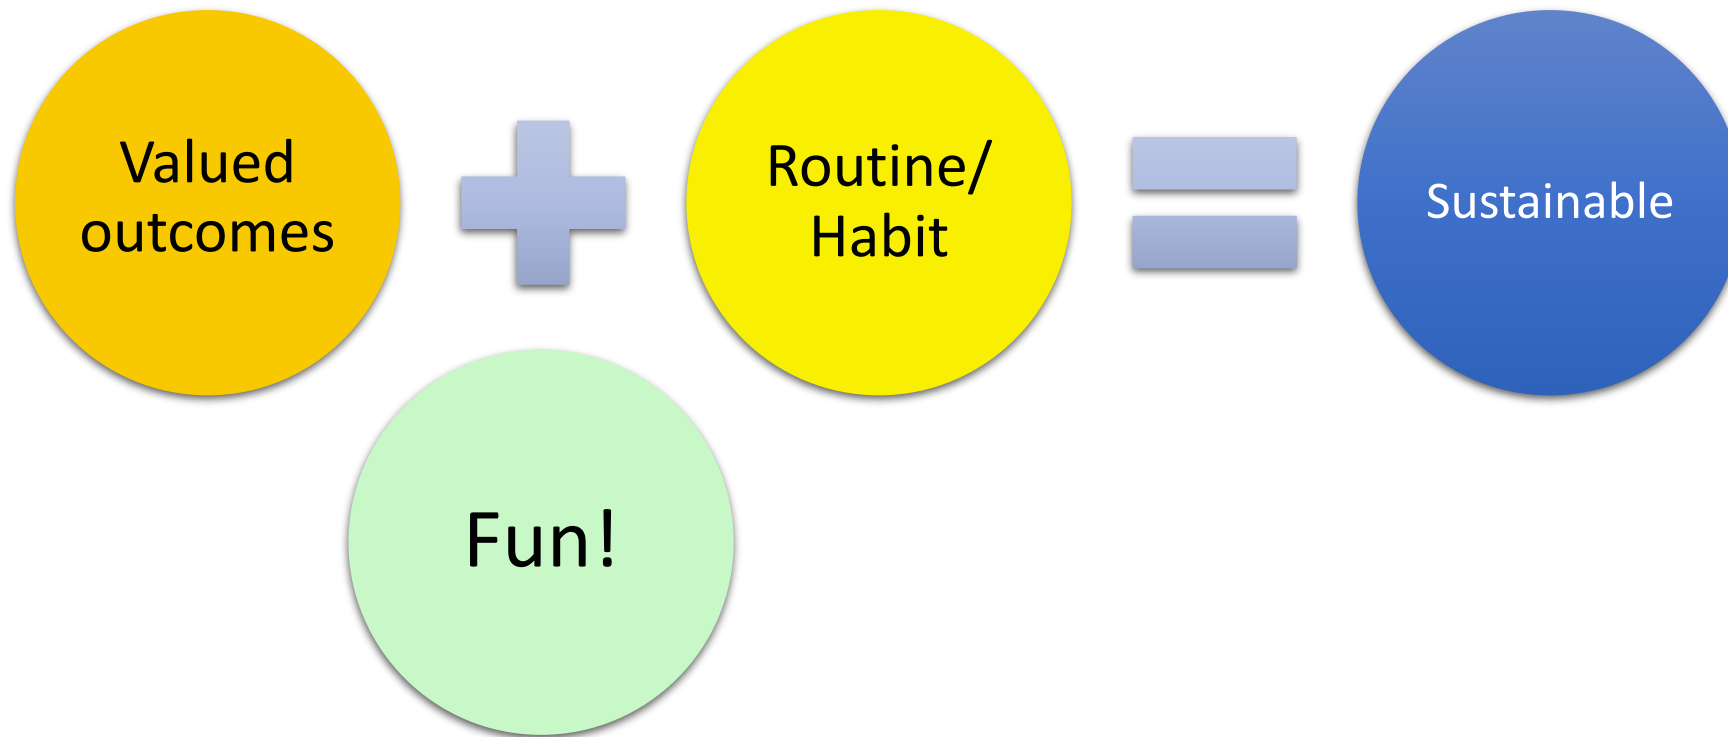 Valued
outcomes
Routine/
Habit
Sustainable
Fun!